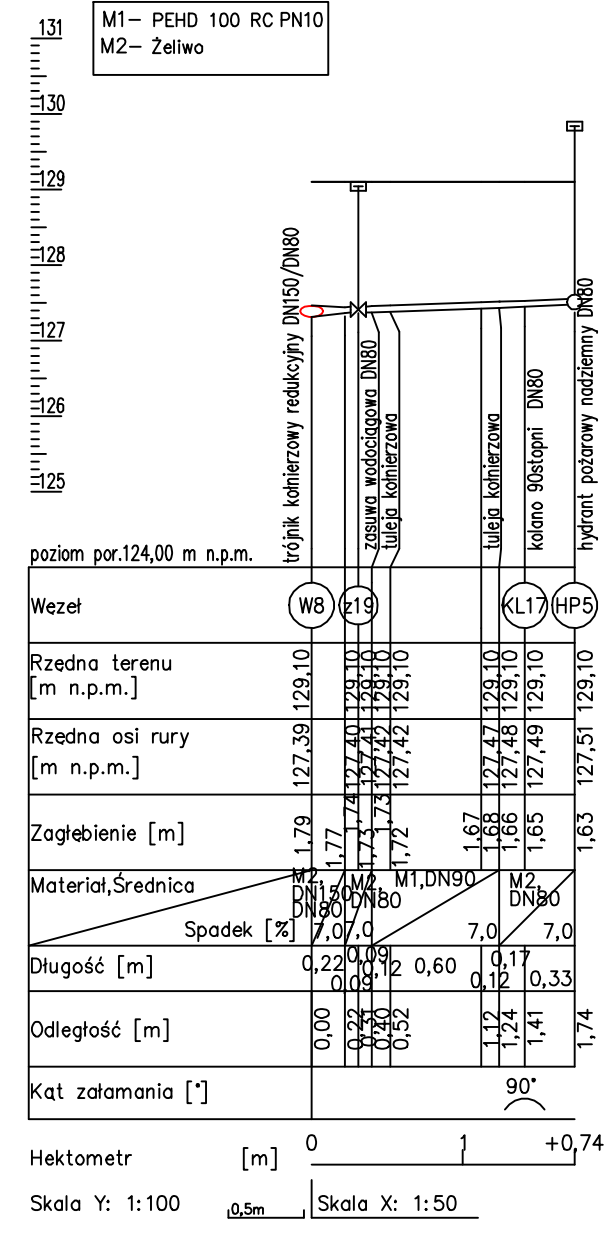 M1– PEHD 100 RC PN10
M2– Żeliwo
131
130
129
128
127
126
125
trójnik kołnierzowy redukcyjny DN150/DN80
zasuwa wodociągowa DN80
tuleja kołnierzowa
tuleja kołnierzowa
kolano 90stopni DN80
hydrant pożarowy nadziemny DN80
poziom por.124,00 m n.p.m.
Węzeł
W8 z19 KL17 HP5
Rzędna terenu
[m n.p.m.]
129,10 129,10 129,10 129,10 129,10 129,10 129,10 129,10 129,10
Rzędna osi rury
[m n.p.m.]
127,39 127,40 127,41 127,42 127,42 127,47 127,48 127,49 127,51
Zagłębienie [m]
1,79 1,77 1,74 1,73 1,73 1,72 1,67 1,68 1,66 1,65 1,63
Materiał,Średnica
M2, DN150 DN80
M2, DN80
M1,DN90
M2, DN80
Spadek [%]
7,0 7,0 7,0 7,0
Długość [m]
0,22 0,09 0,09 0,12 0,60 0,12 0,17 0,33
Odległość [m]
0,00 0,22 0,31 0,40 0,52 1,12 1,24 1,41 1,74
Kąt załamania [°]
90°
Hektometr [m]
0 1 +0,74
Skala Y: 1:100
0,5m
Skala X: 1:50